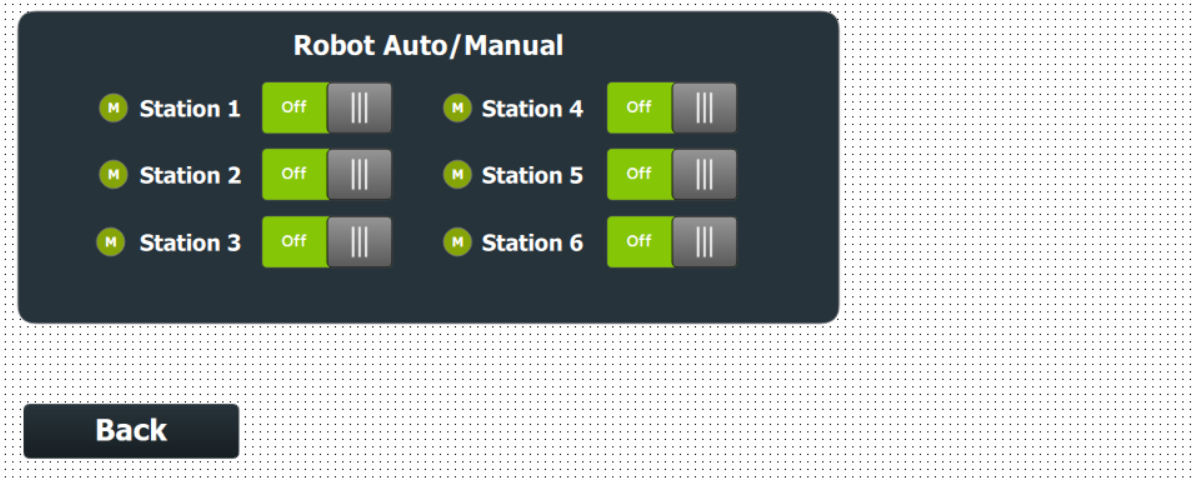 Robot Auto/Manual
M Station 1 Off M Station 4 Off
M Station 2 Off M Station 5 Off
M Station 3 Off M Station 6 Off
Back